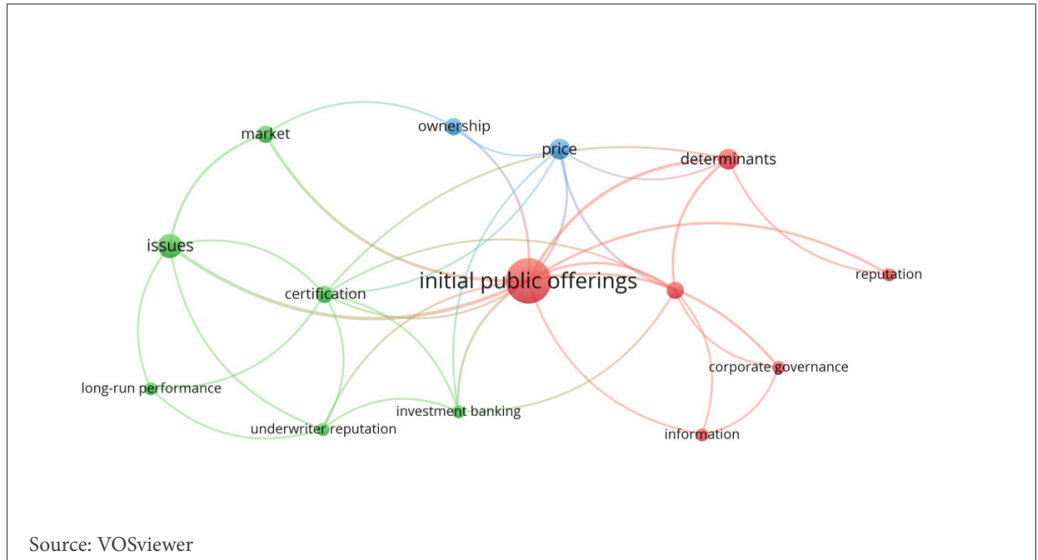 ownership
market
price
determinants
issues
reputation
initial public offerings
certification
corporate governance
long-run performance
investment banking
underwriter reputation
information
Source: VOSviewer